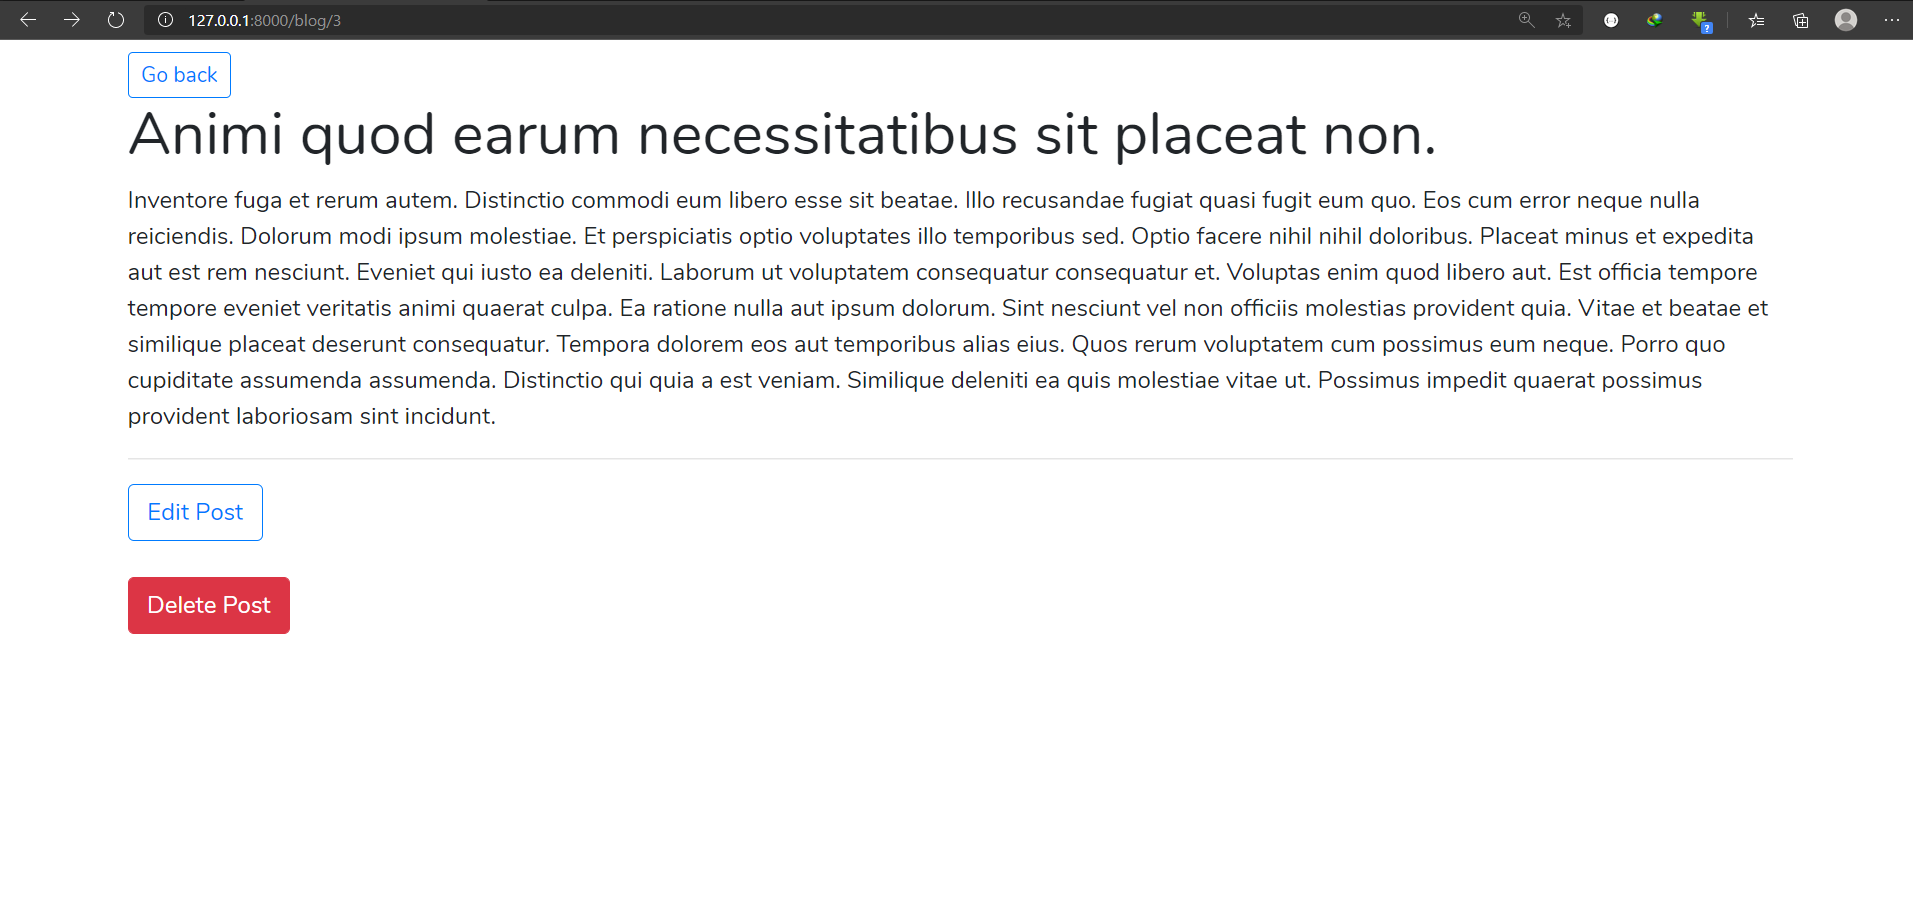 127.0.0.1:8000/blog/3
Go back
Animi quod earum necessitatibus sit placeat non.
Inventore fuga et rerum autem. Distinctio commodi eum libero esse sit beatae. Illo recusandae fugiat quasi fugit eum quo. Eos cum error neque nulla
reiciendis. Dolorum modi ipsum molestiae. Et perspiciatis optio voluptates illo temporibus sed. Optio facere nihil nihil doloribus. Placeat minus et expedita
aut est rem nesciunt. Eveniet qui iusto ea deleniti. Laborum ut voluptatem consequatur consequatur et. Voluptas enim quod libero aut. Est officia tempore
tempore eveniet veritatis animi quaerat culpa. Ea ratione nulla aut ipsum dolorum. Sint nesciunt vel non officiis molestias provident quia. Vitae et beatae et
similique placeat deserunt consequatur. Tempora dolorem eos aut temporibus alias eius. Quos rerum voluptatem cum possimus eum neque. Porro quo
cupiditate assumenda assumenda. Distinctio qui quia a est veniam. Similique deleniti ea quis molestiae vitae ut. Possimus impedit quaerat possimus
provident laboriosam sint incidunt.
Edit Post
Delete Post